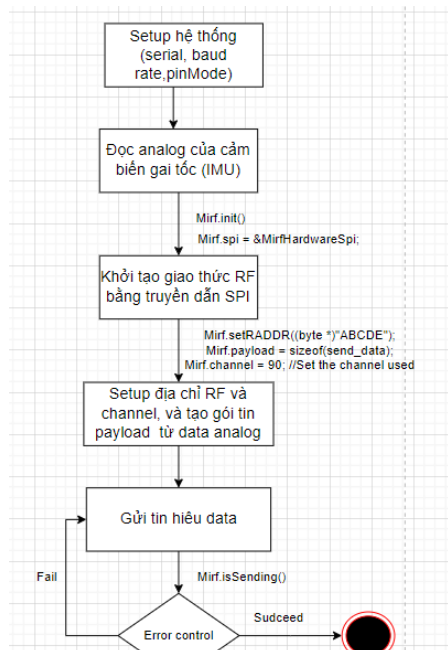 Setup hệ thống
(serial, baud
rate,pinMode)
Đọc analog của cảm
biến gai tốc (IMU)
Mirf.init()
Mirf.spi = &MirfHardwareSpi;
Khởi tạo giao thức RF
bằng truyền dẫn SPI
Mirf.setRADDR((byte *)"ABCDE");
Mirf.payload = sizeof(send_data);
Mirf.channel = 90; //Set the channel used
Setup địa chỉ RF và
channel, và tạo gói tin
payload từ data analog
Gửi tin hiêu data
Fail
Mirf.isSending()
Sudceed
Error control